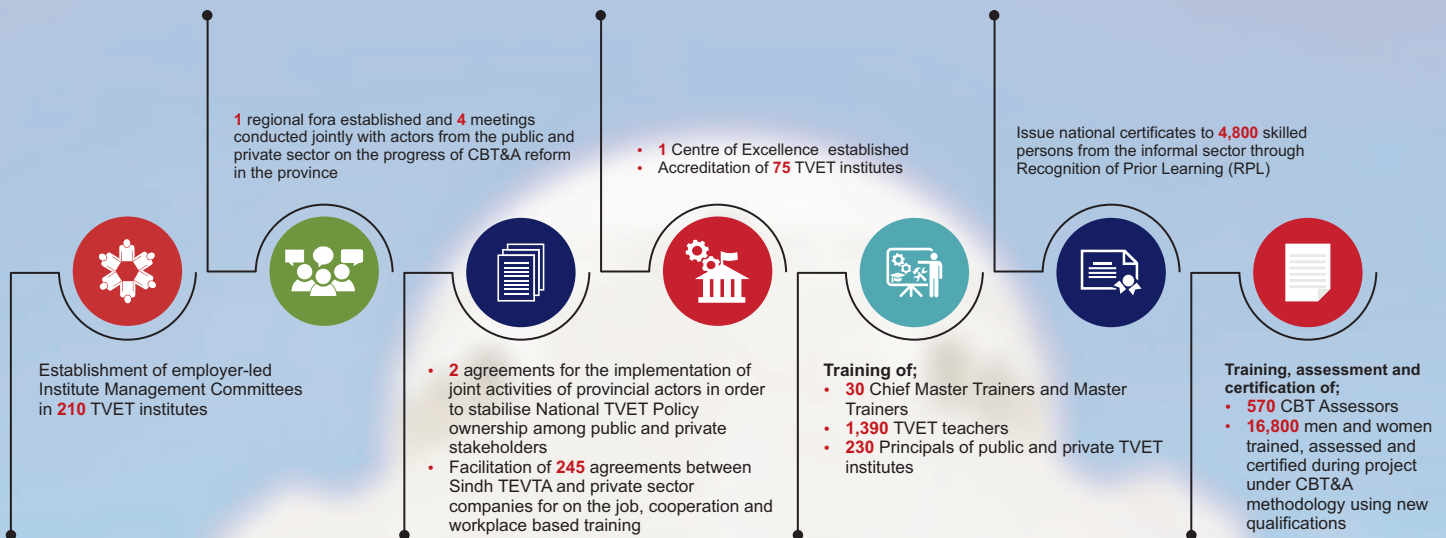 1 regional fora established and 4 meetings
conducted jointly with actors from the public and
private sector on the progress of CBT&A reform
in the province
• 1 Centre of Excellence established
• Accreditation of 75 TVET institutes
Issue national certificates to 4,800 skilled
persons from the informal sector through
Recognition of Prior Learning (RPL)
Establishment of employer-led
Institute Management Committees
in 210 TVET institutes
• 2 agreements for the implementation of
joint activities of provincial actors in order
to stabilise National TVET Policy
ownership among public and private
stakeholders
• Facilitation of 245 agreements between
Sindh TEVTA and private sector
companies for on the job, cooperation and
workplace based training
Training of;
• 30 Chief Master Trainers and Master
Trainers
• 1,390 TVET teachers
• 230 Principals of public and private TVET
institutes
Training, assessment and
certification of;
• 570 CBT Assessors
• 16,800 men and women
trained, assessed and
certified during project
under CBT&A
methodology using new
qualifications